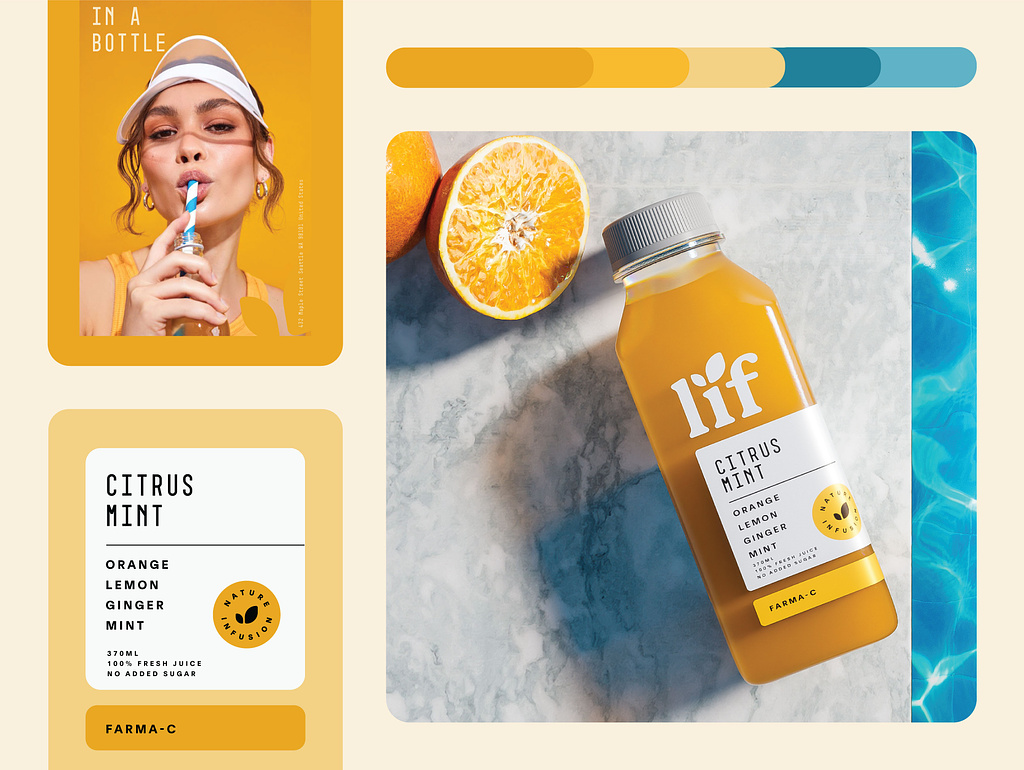 IN A
BOTTLE
421 Maple Street Seattle WA 98101 United States
CITRUS
MINT
ORANGE
LEMON
GINGER
MINT
NATURE
INFUSION
370ML
100% FRESH JUICE
NO ADDED SUGAR
FARMA-C
lif
CITRUS
MINT
ORANGE
LEMON
GINGER
MINT
NATURE
INFUSION
370ML
100% FRESH JUICE
NO ADDED SUGAR
FARMA-C